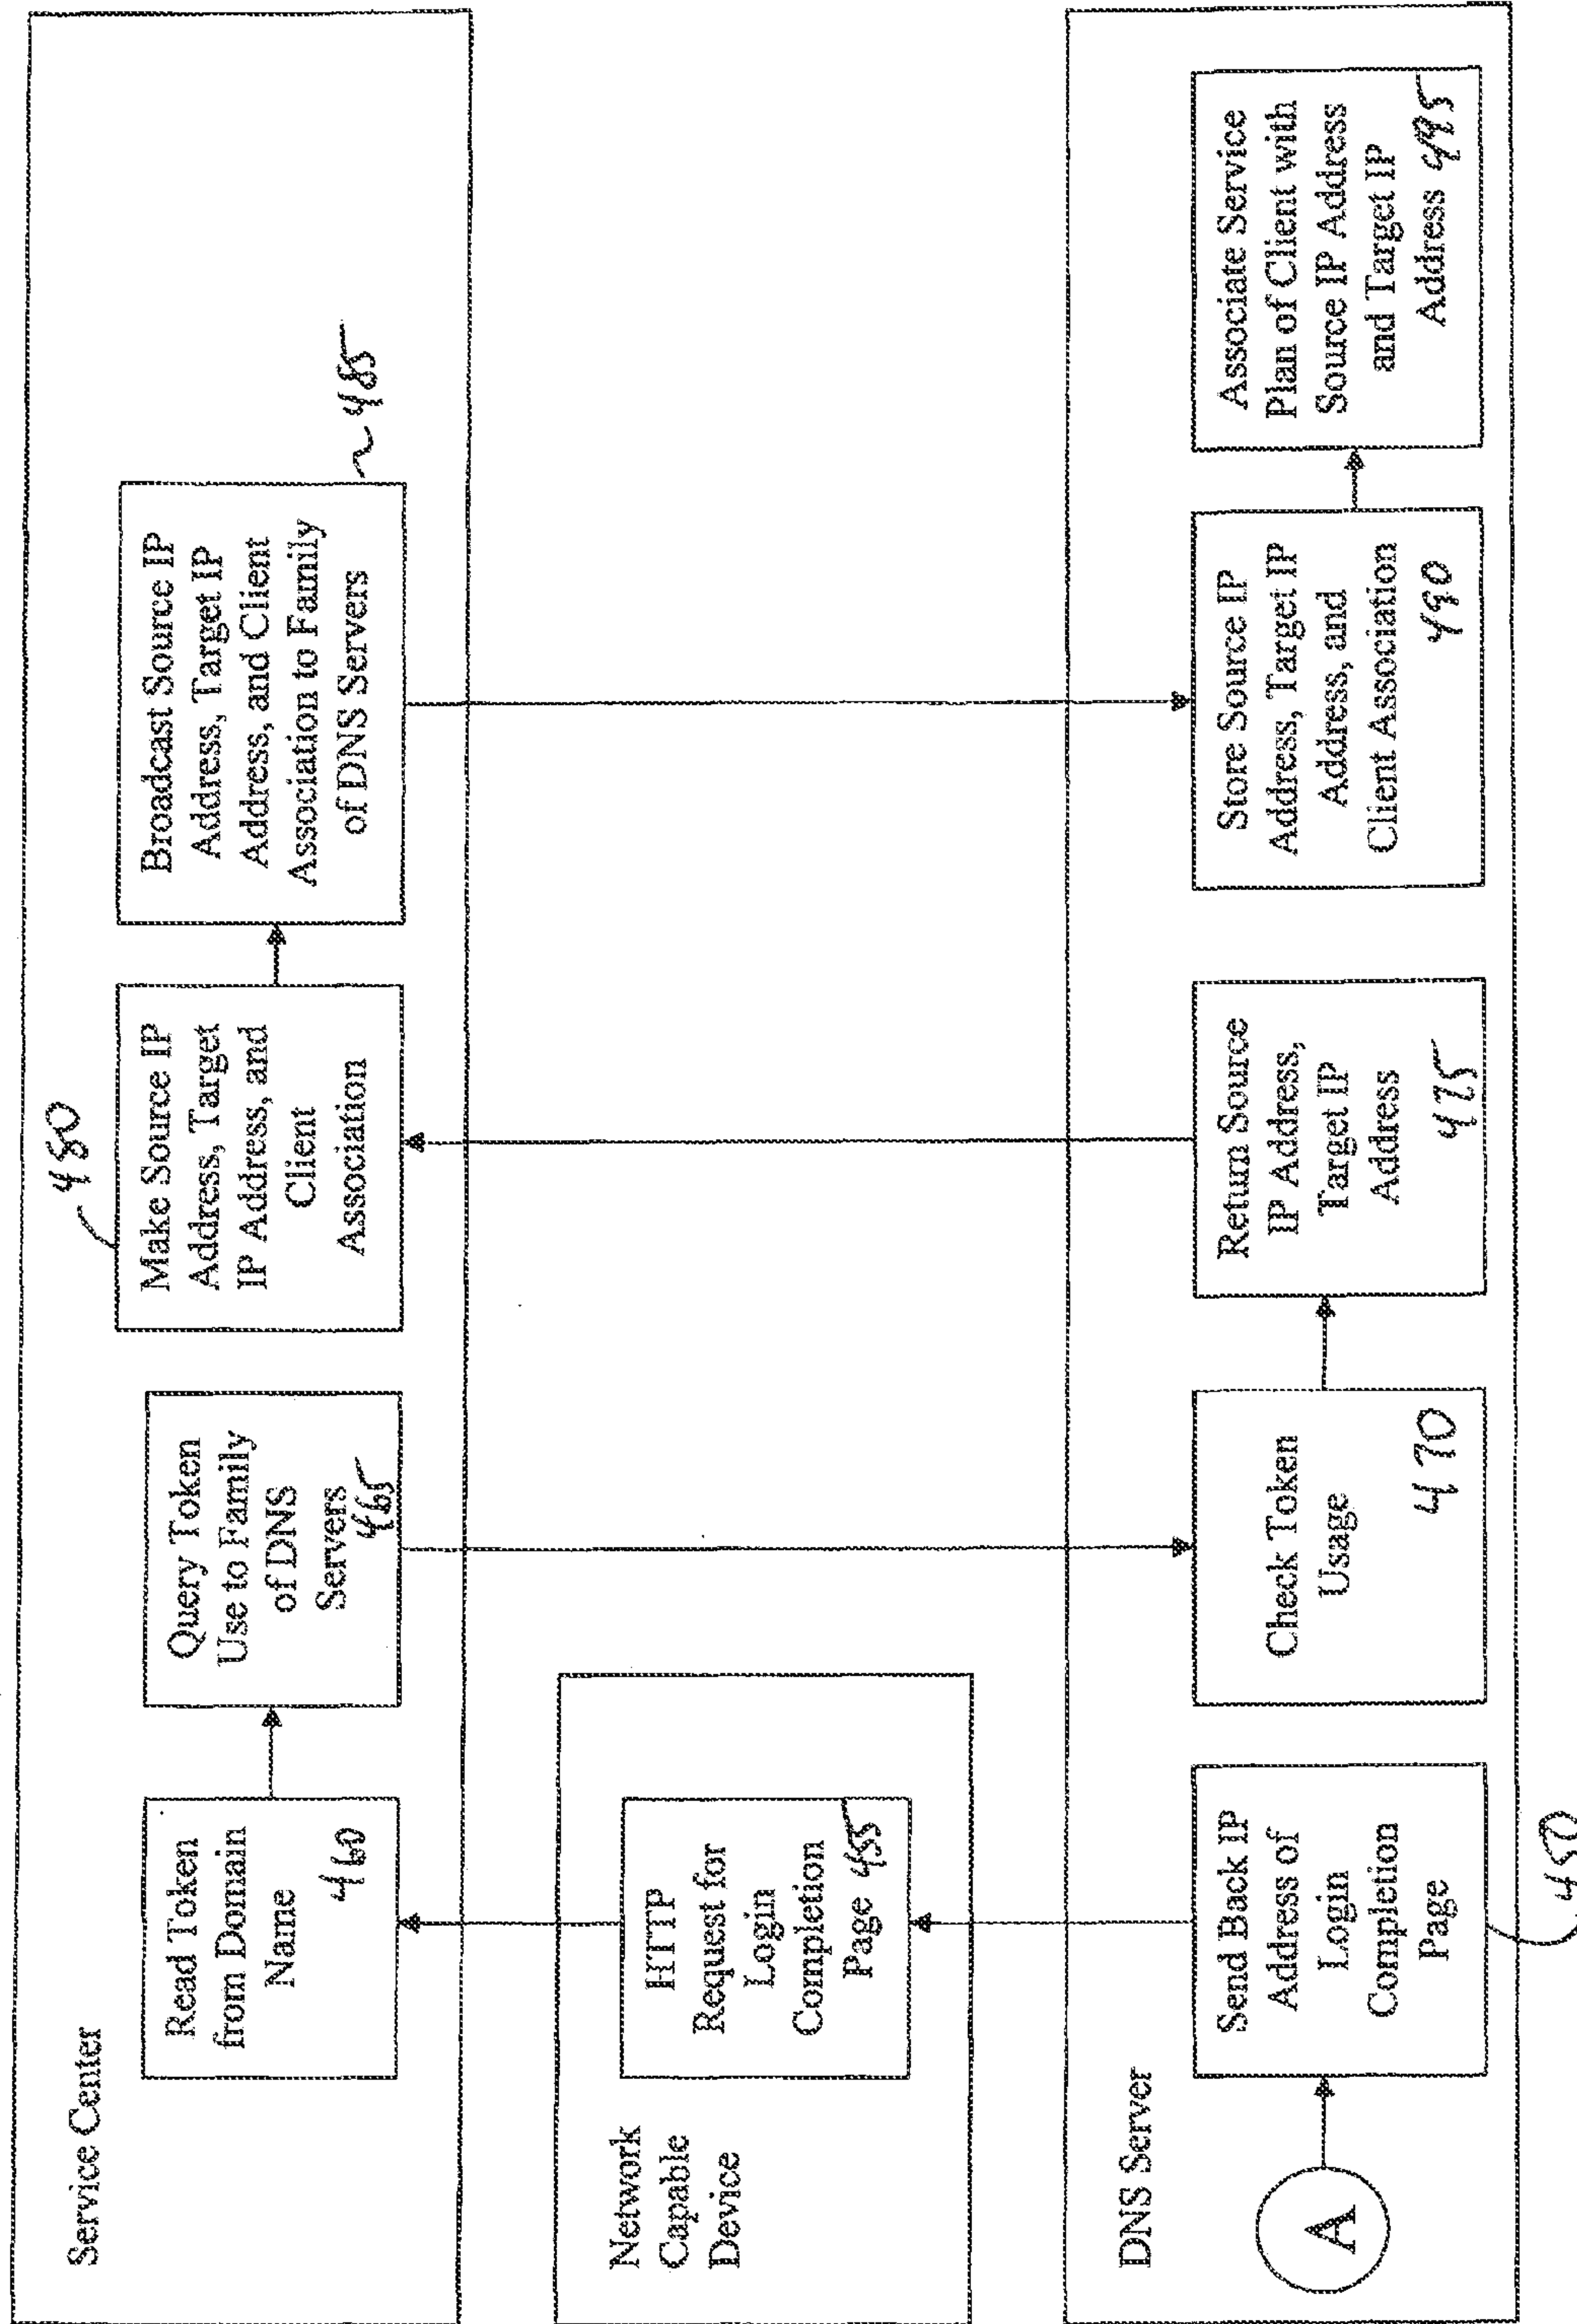 Service Center
Read Token
from Domain
Name
460
Query Token
Use to Family
of DNS
Servers
465
480
Make Source IP
Address, Target
IP Address, and
Client
Association
Broadcast Source IP
Address, Target IP
Address, and Client
Association to Family
of DNS Servers
485
Network
Capable
Device
HTTP
Request for
Login
Completion
Page 455
DNS Server
A
Send Back IP
Address of
Login
Completion
Page
450
Check Token
Usage
470
Return Source
IP Address,
Target IP
Address
475
Store Source IP
Address, Target IP
Address, and
Client Association
490
Associate Service
Plan of Client with
Source IP Address
and Target IP
Address 495